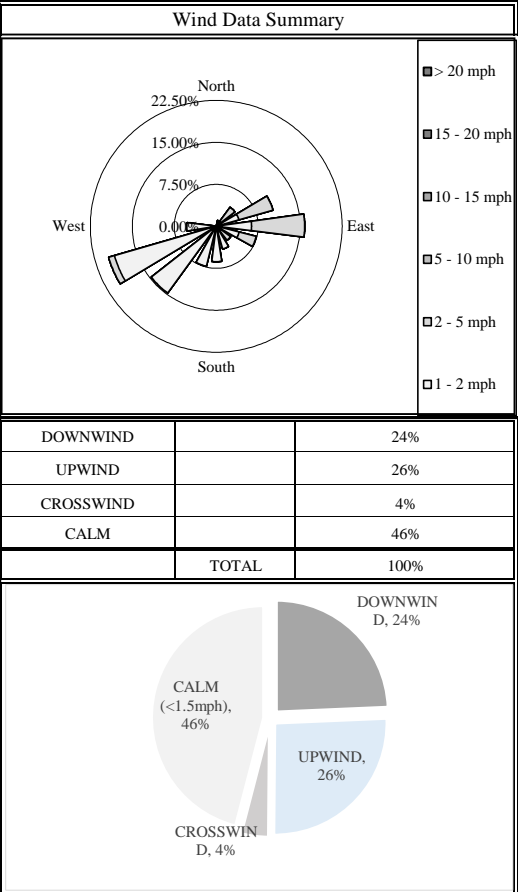 Wind Data Summary
North
22.50%
15.00%
7.50%
0.00%
West
East
South
> 20 mph
15 - 20 mph
10 - 15 mph
5 - 10 mph
2 - 5 mph
1 - 2 mph
DOWNWIND 24%
UPWIND 26%
CROSSWIND 4%
CALM 46%
TOTAL 100%
DOWNWIN
D, 24%
CALM
(<1.5mph),
46%
UPWIND,
26%
CROSSWIN
D, 4%